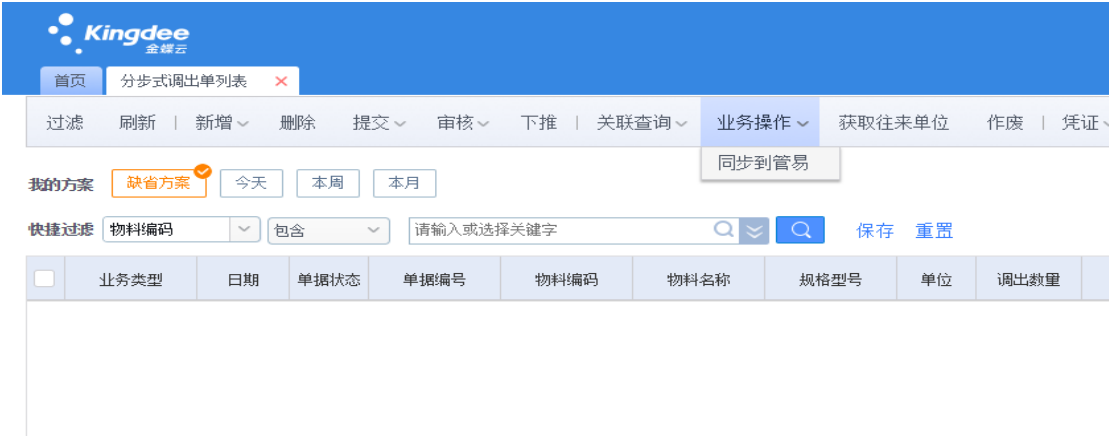 Kingdee
金蝶云
首页 分步式调出单列表
过滤 刷新 新增 删除 提交 审核 下推 关联查询 业务操作 获取往来单位 作废 凭证
同步到管易
我的方案 缺省方案 今天 本周 本月
快捷过滤 物料编码 包含 请输入或选择关键字 保存 重置
业务类型 日期 单据状态 单据编号 物料编码 物料名称 规格型号 单位 调出数量